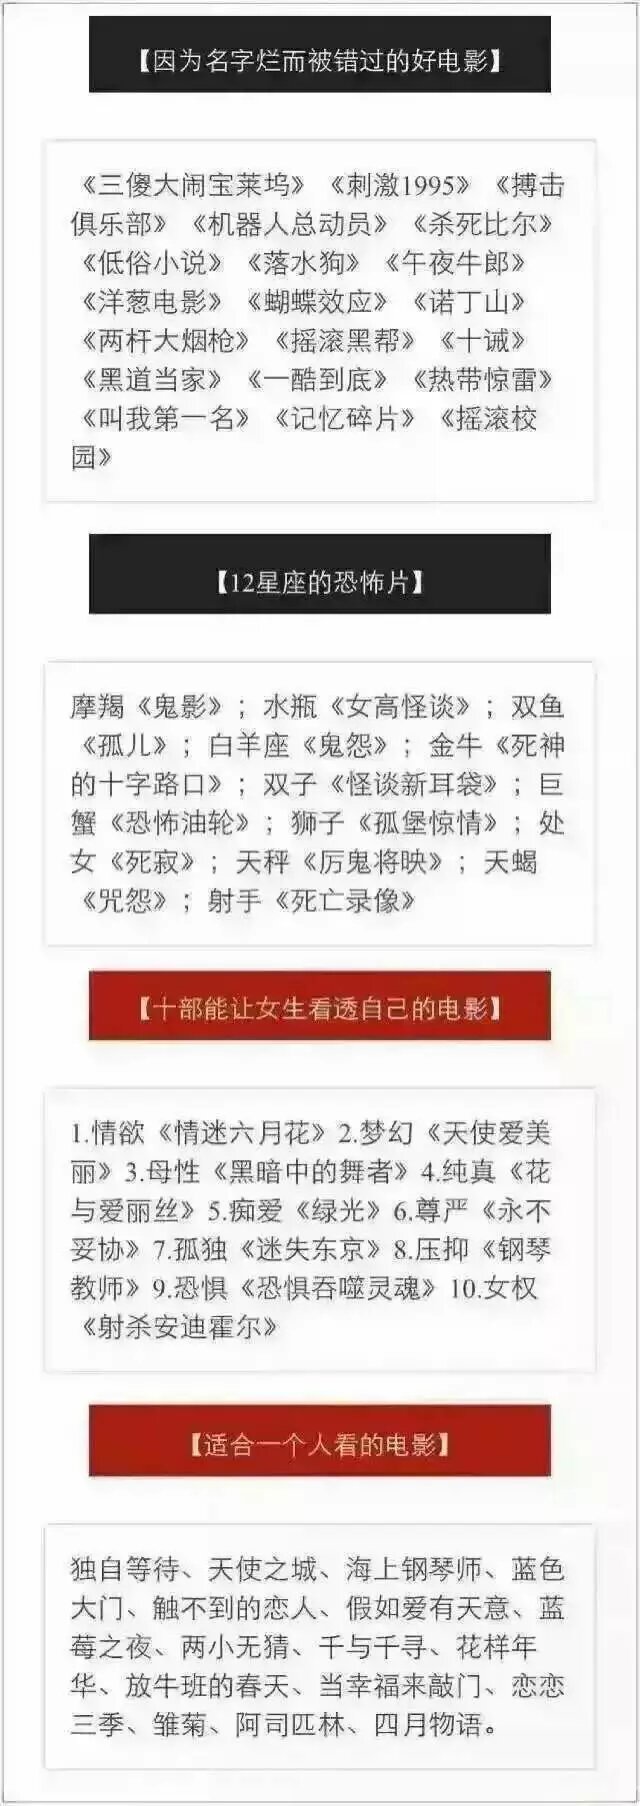 【因为名字烂而被错过的好电影】
《三傻大闹宝莱坞》《刺激1995》《搏击
俱乐部》《机器人总动员》《杀死比尔》
《低俗小说》《落水狗》《午夜牛郎》
《洋葱电影》《蝴蝶效应》《诺丁山》
《两杆大烟枪》《摇滚黑帮》《十诫》
《黑道当家》《一酷到底》《热带惊雷》
《叫我第一名》《记忆碎片》《摇滚校
园》
【12星座的恐怖片】
摩羯《鬼影》；水瓶《女高怪谈》；双鱼
《孤儿》；白羊座《鬼怨》；金牛《死神
的十字路口》；双子《怪谈新耳袋》；巨
蟹《恐怖油轮》；狮子《孤堡惊情》；处
女《死寂》；天秤《厉鬼将映》；天蝎
《咒怨》；射手《死亡录像》
【十部能让女生看透自己的电影】
1.情欲《情迷六月花》2.梦幻《天使爱美
丽》3.母性《黑暗中的舞者》4.纯真《花
与爱丽丝》5.痴爱《绿光》6.尊严《永不
妥协》7.孤独《迷失东京》8.压抑《钢琴
教师》9.恐惧《恐惧吞噬灵魂》10.女权
《射杀安迪霍尔》
【适合一个人看的电影】
独自等待、天使之城、海上钢琴师、蓝色
大门、触不到的恋人、假如爱有天意、蓝
莓之夜、两小无猜、千与千寻、花样年
华、放牛班的春天、当幸福来敲门、恋恋
三季、雏菊、阿司匹林、四月物语。